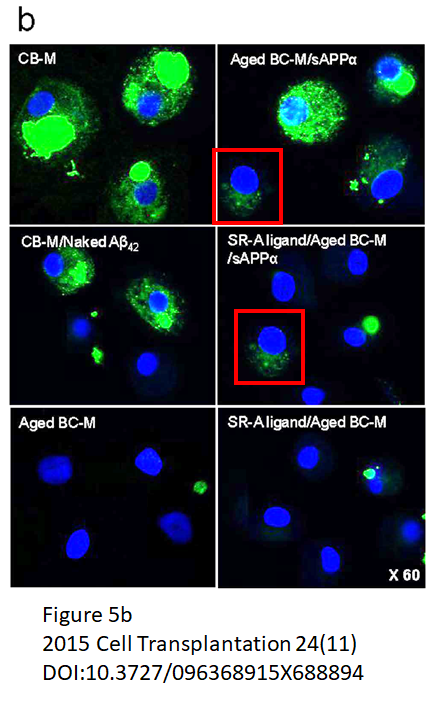 b
CB-M
Aged BC-M/sAPPα
CB-M/Naked Aβ42
SR-A ligand/Aged BC-M
/sAPPα
Aged BC-M
SR-A ligand/Aged BC-M
X 60
Figure 5b
2015 Cell Transplantation 24(11)
DOI:10.3727/096368915X688894